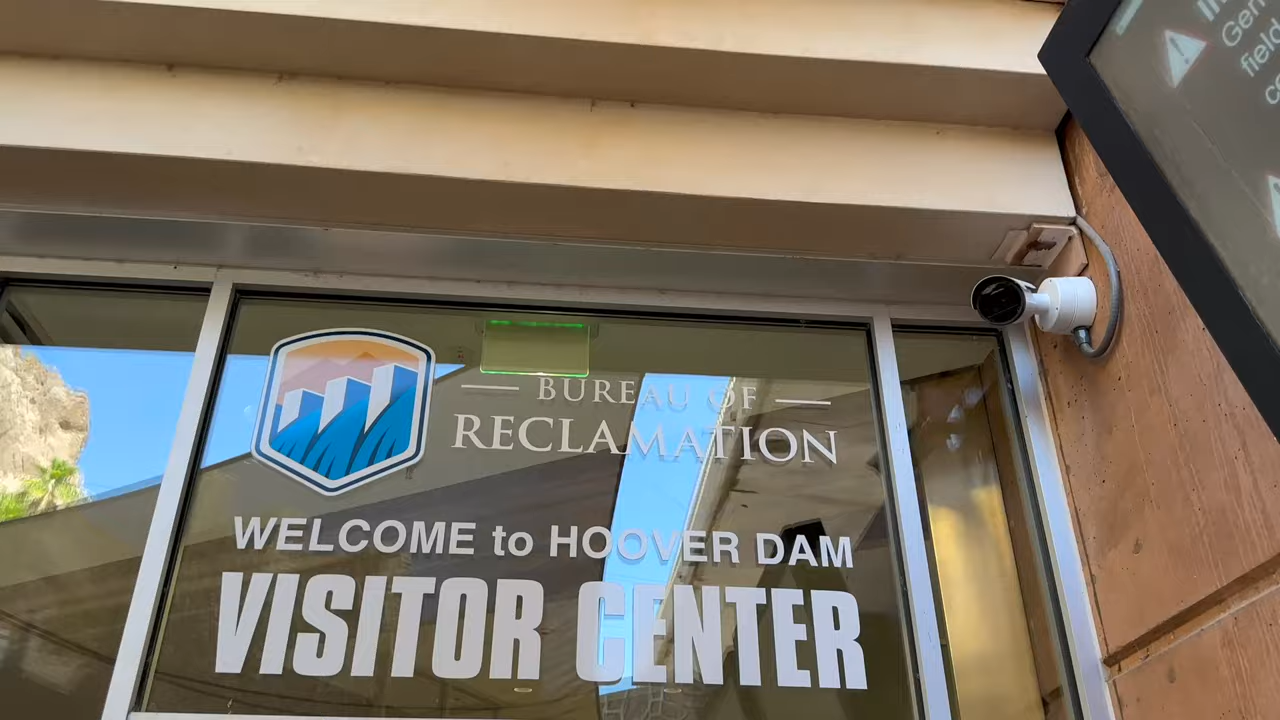 BUREAU OF
RECLAMATION
WELCOME to HOOVER DAM
VISITOR CENTER